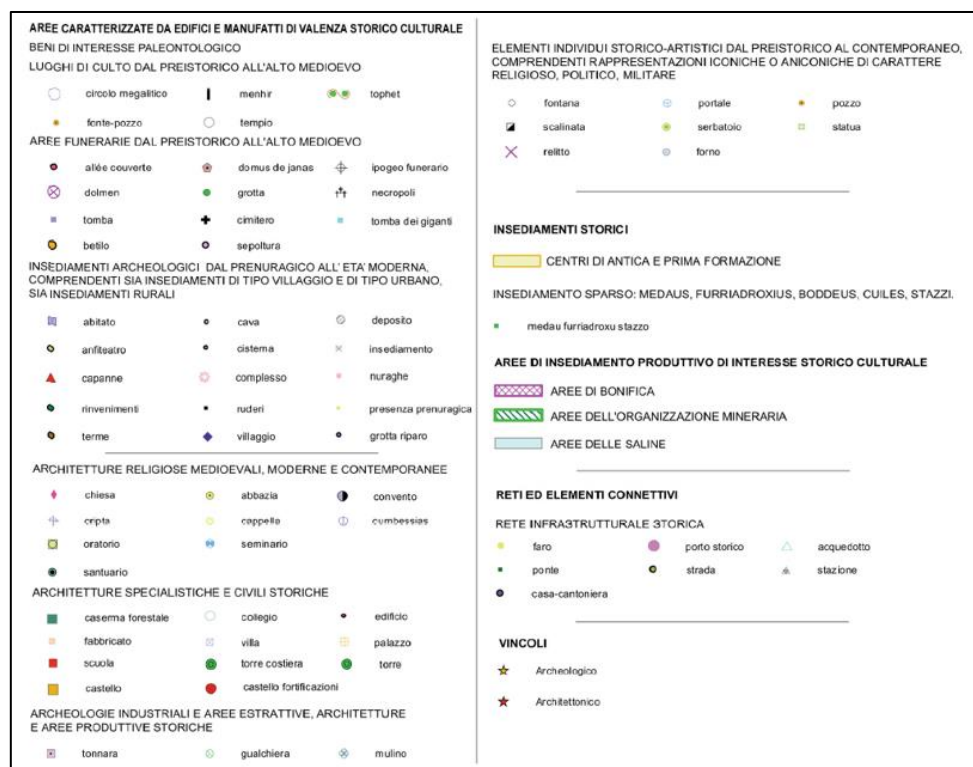 AREE CARATTERIZZATE DA EDIFICI E MANUFATTI DI VALENZA STORICO CULTURALE
BENI DI INTERESSE PALEONTOLOGICO
LUOGHI DI CULTO DAL PREISTORICO ALL'ALTO MEDIOEVO
circolo megalitico menhir tophet
fonte-pozzo tempio
AREE FUNERARIE DAL PREISTORICO ALL'ALTO MEDIOEVO
allée couverte domus de janas ipogeo funerario
dolmen grotta necropoli
tomba cimitero tomba dei giganti
betilo sepoltura
INSEDIAMENTI ARCHEOLOGICI DAL PRENURAGICO ALL' ETA' MODERNA,
COMPRENDENTI SIA INSEDIAMENTI DI TIPO VILLAGGIO E DI TIPO URBANO,
SIA INSEDIAMENTI RURALI
abitato cava deposito
anfiteatro cisterna insediamento
capanne complesso nuraghe
rinvenimenti ruderi presenza prenuragica
terme villaggio grotta riparo
ARCHITETTURE RELIGIOSE MEDIOEVALI, MODERNE E CONTEMPORANEE
chiesa abbazia convento
cripta cappella cumbessias
oratorio seminario
santuario
ARCHITETTURE SPECIALISTICHE E CIVILI STORICHE
caserma forestale collegio edificio
fabbricato villa palazzo
scuola torre costiera torre
castello castello fortificazioni
ARCHEOLOGIE INDUSTRIALI E AREE ESTRATTIVE, ARCHITETTURE
E AREE PRODUTTIVE STORICHE
tonnara gualchiera mulino
ELEMENTI INDIVIDUI STORICO-ARTISTICI DAL PREISTORICO AL CONTEMPORANEO,
COMPRENDENTI RAPPRESENTAZIONI ICONICHE O ANICONICHE DI CARATTERE
RELIGIOSO, POLITICO, MILITARE
fontana portale pozzo
scalinata serbatoio statua
relitto forno
INSEDIAMENTI STORICI
CENTRI DI ANTICA E PRIMA FORMAZIONE
INSEDIAMENTO SPARSO: MEDAUS, FURRIADROXIUS, BODDEUS, CUILES, STAZZI.
medau furriadroxu stazzo
AREE DI INSEDIAMENTO PRODUTTIVO DI INTERESSE STORICO CULTURALE
AREE DI BONIFICA
AREE DELL'ORGANIZZAZIONE MINERARIA
AREE DELLE SALINE
RETI ED ELEMENTI CONNETTIVI
RETE INFRASTRUTTURALE STORICA
faro porto storico acquedotto
ponte strada stazione
casa-cantoniera
VINCOLI
Archeologico
Architettonico